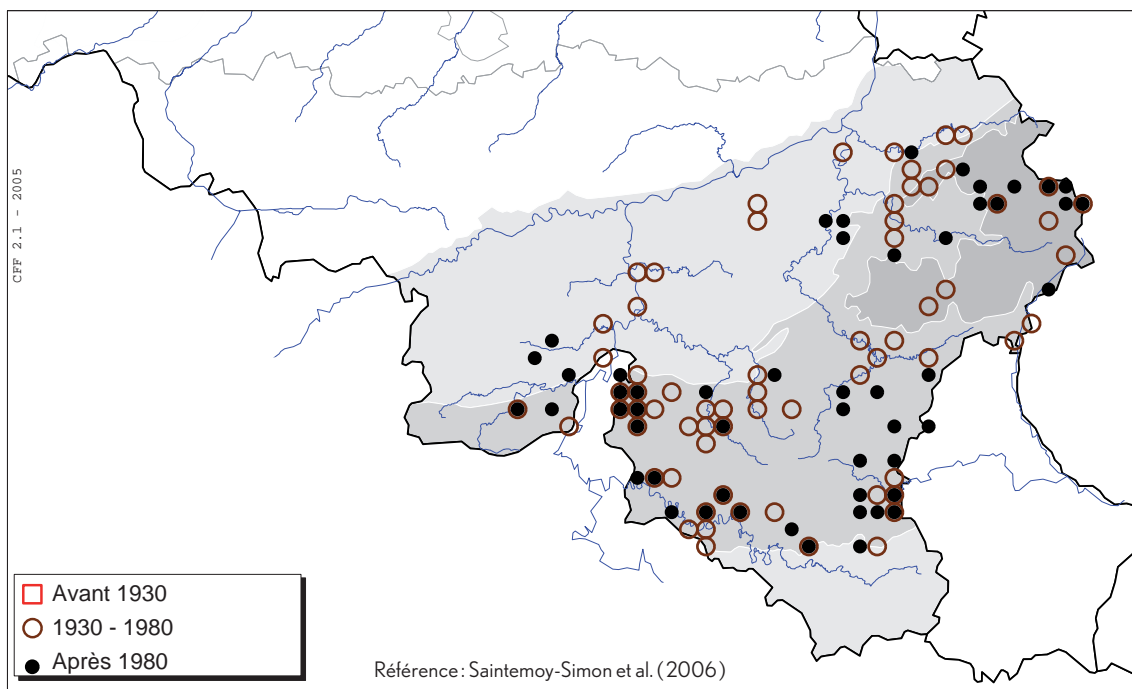 CFF 2.1 - 2005
Avant 1930
1930 - 1980
Après 1980
Référence : Saintemoy-Simon et al. (2006)